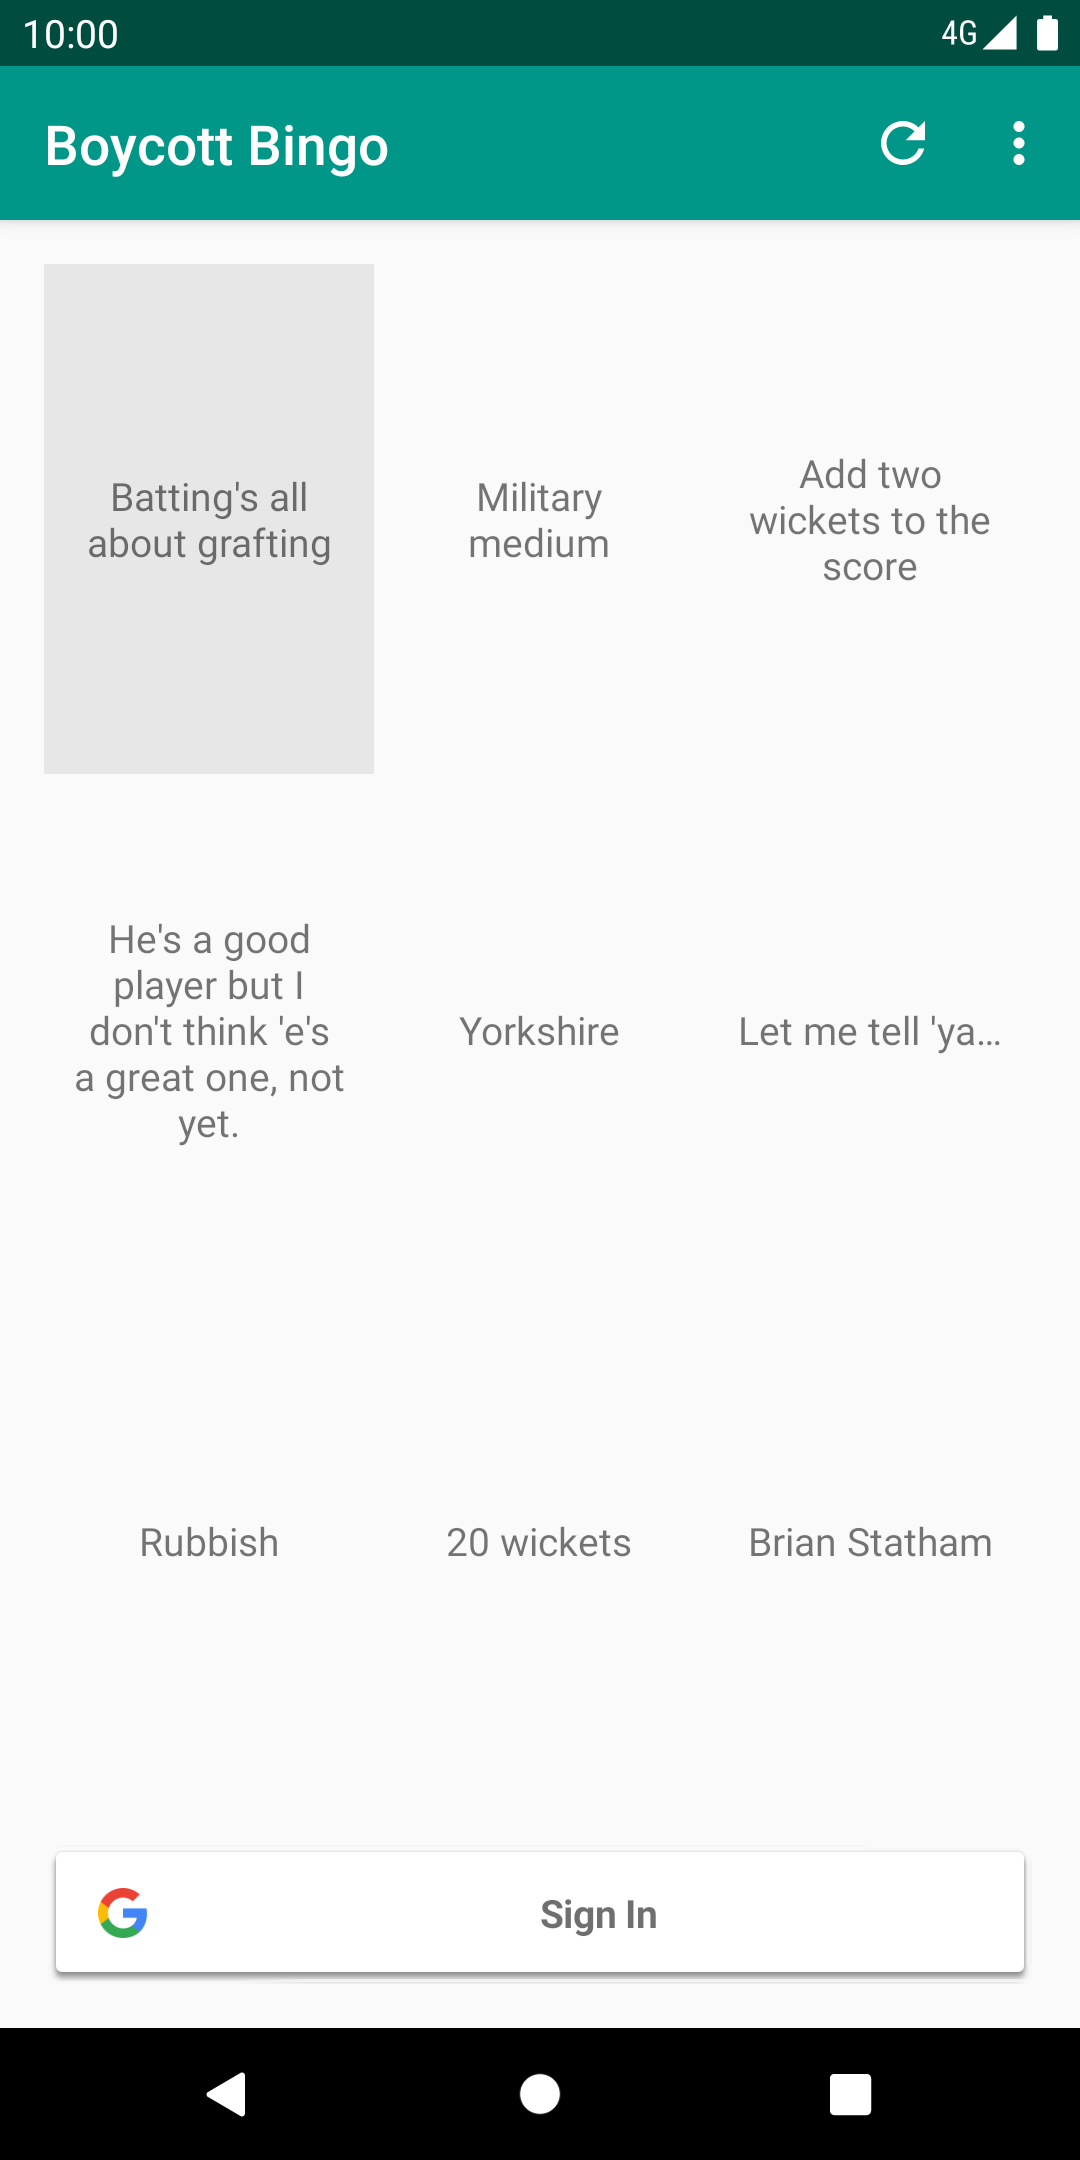 10:00
4G
Boycott Bingo
Batting's all
about grafting
Military
medium
Add two
wickets to the
score
He's a good
player but I
don't think 'e's
a great one, not
yet.
Yorkshire
Let me tell 'ya...
Rubbish
20 wickets
Brian Statham
Sign In